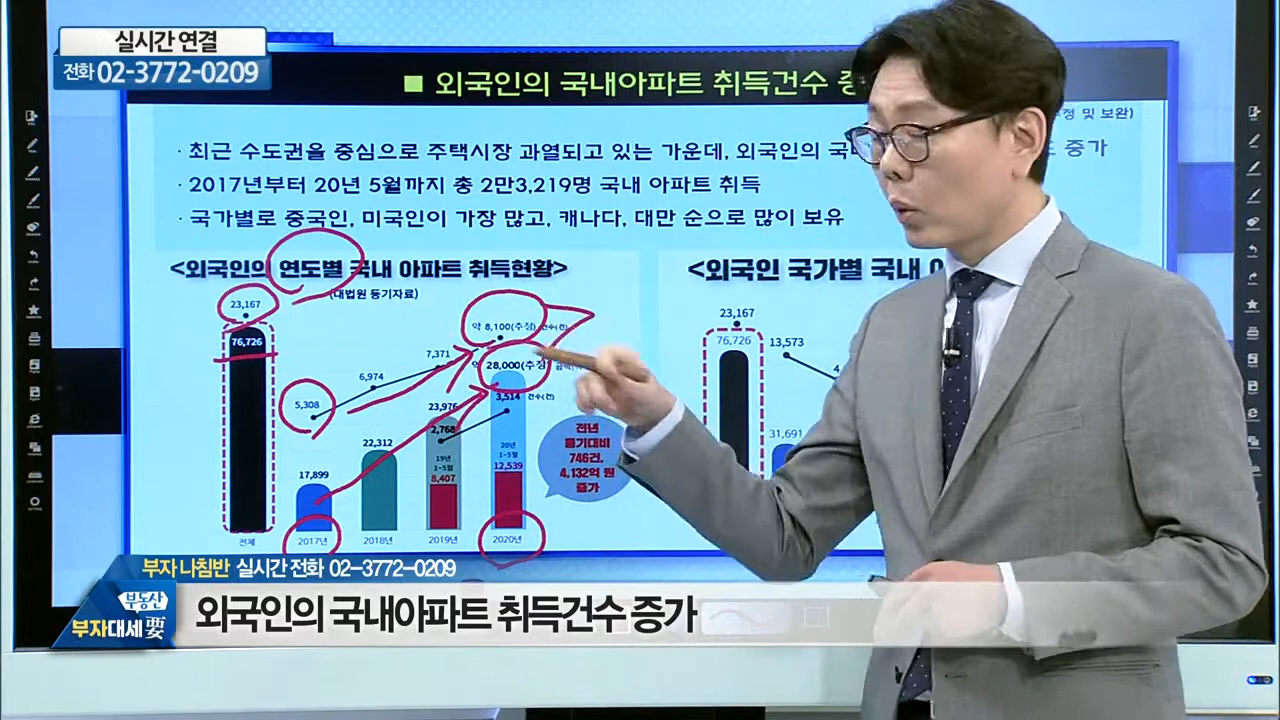 실시간 연결
전화 02-3772-0209
■ 외국인의 국내아파트 취득건수
정 및 보완)
· 최근 수도권을 중심으로 주택시장 과열되고 있는 가운데, 외국인의 국내
증가
· 2017년부터 20년 5월까지 총 2만3,219명 국내 아파트 취득
· 국가별로 중국인, 미국인이 가장 많고, 캐나다, 대만 순으로 많이 보유
<외국인의 연도별 국내 아파트 취득현황>
(대법원 등기자료)
23,167
76,726
5,308
6,974
7,371
약 8,100(추정) 건수(건)
28,000(추정)
17,899
22,312
23,976
2,768
19년
1~5월
8,407
3,514 건수(건)
20년
1~5월
12,539
전체
2017년
2018년
2019년
2020년
전년
동기대비
746건,
4,132억 원
증가
<외국인 국가별 국내
23,167
76,726
13,573
31,691
부자 나침반 실시간 전화 02-3772-0209
부동산
부자대세 要
외국인의 국내아파트 취득건수 증가